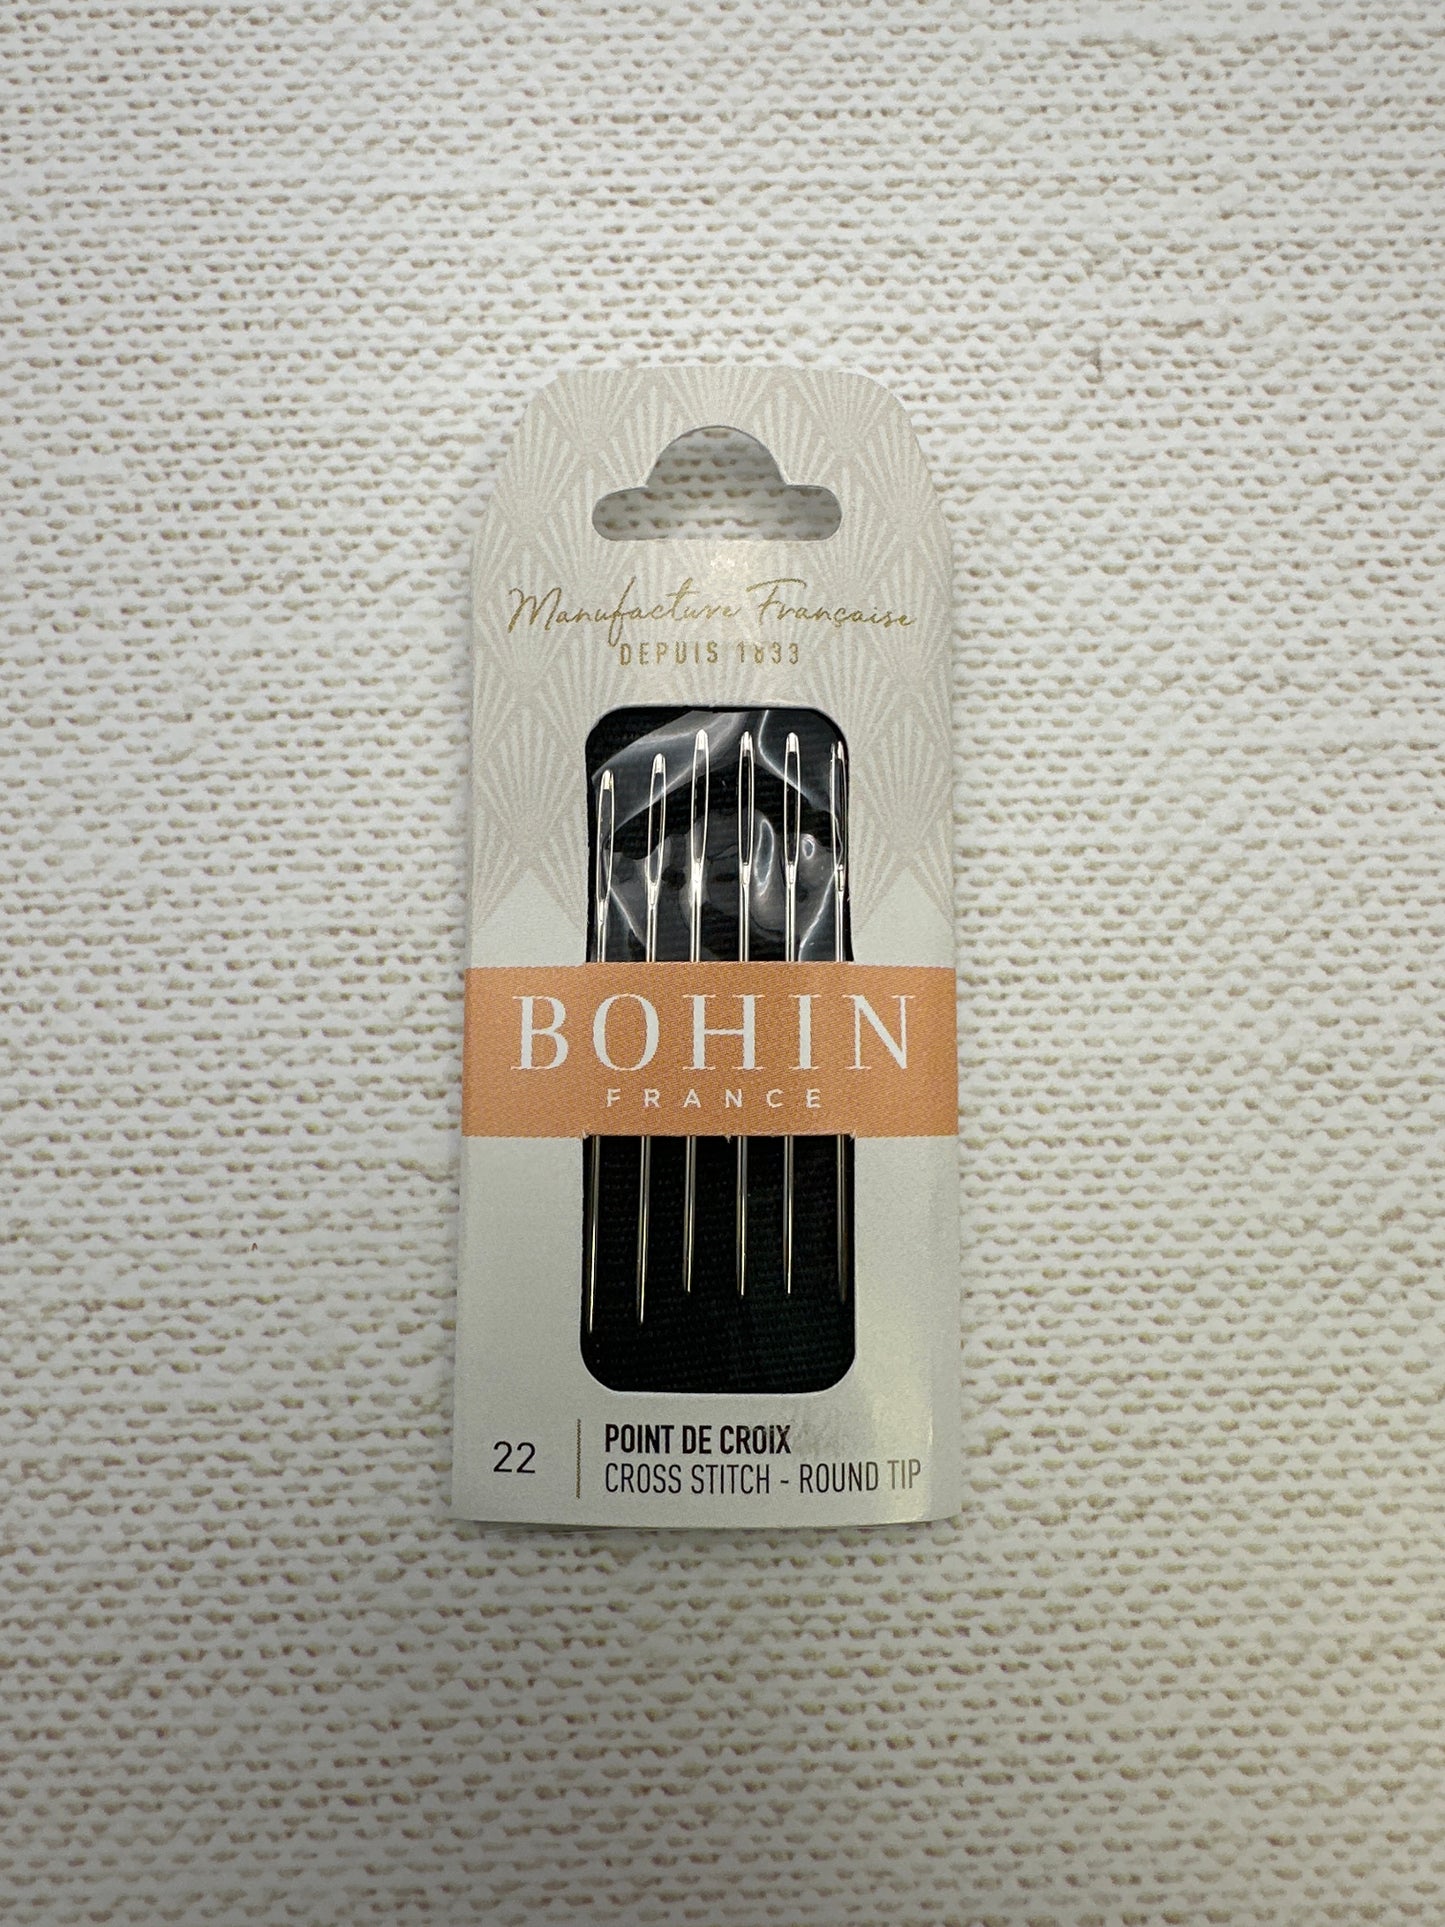 Manufacture Française
DEPUIS 1833
BOHIN
FRANCE
22
POINT DE CROIX
CROSS STITCH - ROUND TIP